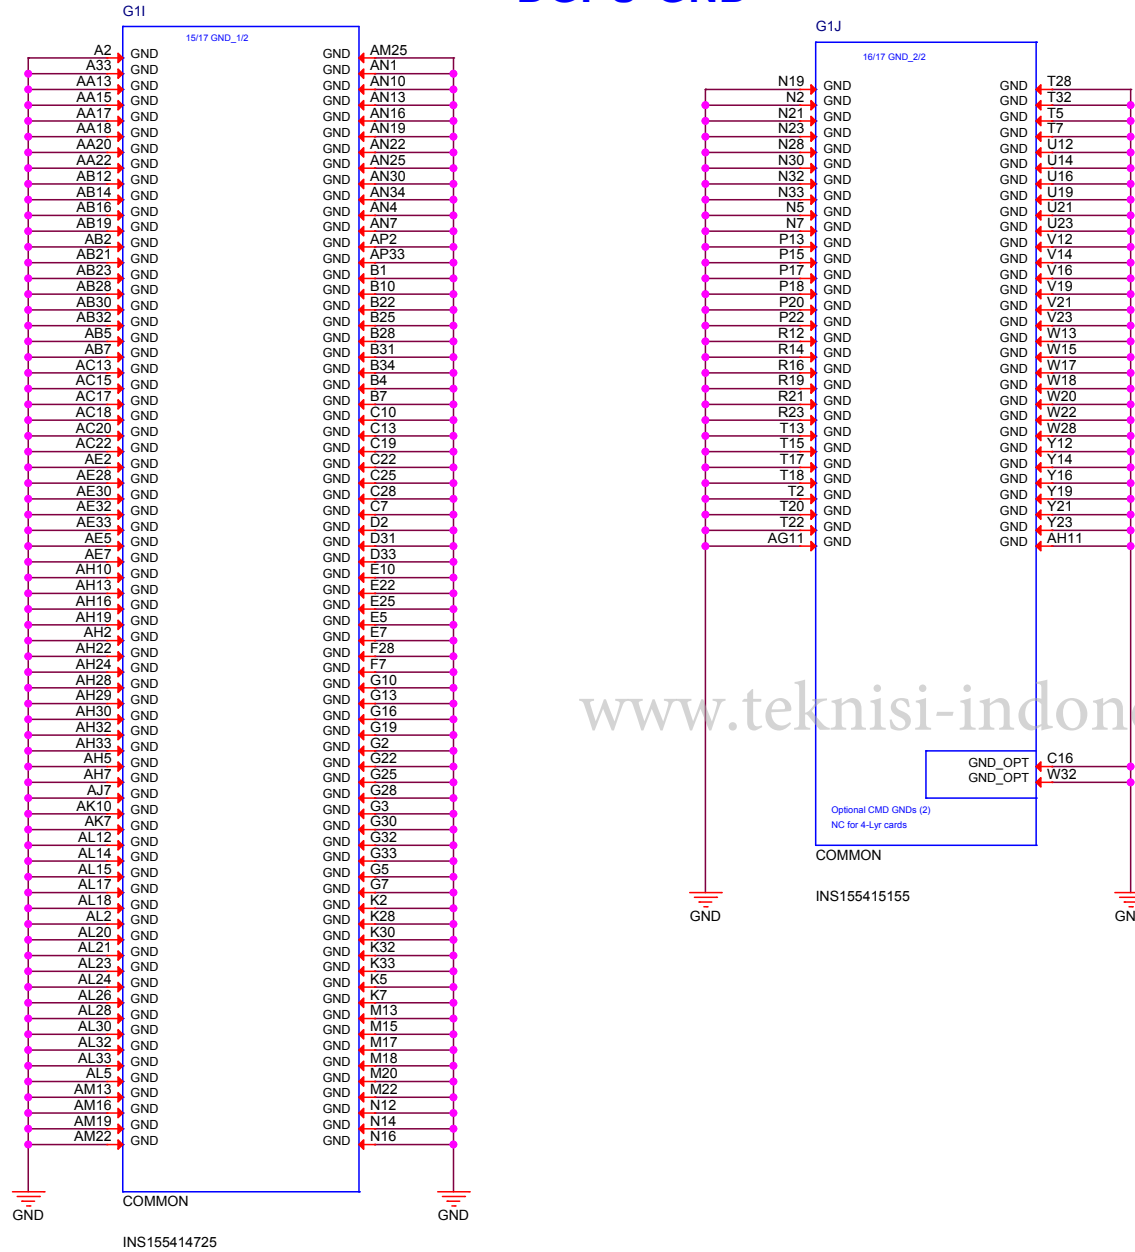 G1I
15/17 GND_1/2
A2 GND GND AM25
A33 GND GND AN1
AA13 GND GND AN10
AA15 GND GND AN13
AA17 GND GND AN16
AA18 GND GND AN19
AA20 GND GND AN22
AA22 GND GND AN25
AB12 GND GND AN30
AB14 GND GND AN34
AB16 GND GND AN4
AB19 GND GND AN7
AB2 GND GND AP2
AB21 GND GND AP33
AB23 GND GND B1
AB28 GND GND B10
AB30 GND GND B22
AB32 GND GND B25
AB5 GND GND B28
AB7 GND GND B31
AC13 GND GND B34
AC15 GND GND B4
AC17 GND GND B7
AC18 GND GND C10
AC20 GND GND C13
AC22 GND GND C19
AE2 GND GND C22
AE28 GND GND C25
AE30 GND GND C28
AE32 GND GND C7
AE33 GND GND D2
AE5 GND GND D31
AE7 GND GND D33
AH10 GND GND E10
AH13 GND GND E22
AH16 GND GND E25
AH19 GND GND E5
AH2 GND GND E7
AH22 GND GND F28
AH24 GND GND F7
AH28 GND GND G10
AH29 GND GND G13
AH30 GND GND G16
AH32 GND GND G19
AH33 GND GND G2
AH5 GND GND G22
AH7 GND GND G25
AJ7 GND GND G28
AK10 GND GND G3
AK7 GND GND G30
AL12 GND GND G32
AL14 GND GND G33
AL15 GND GND G5
AL17 GND GND G7
AL18 GND GND K2
AL2 GND GND K28
AL20 GND GND K30
AL21 GND GND K32
AL23 GND GND K33
AL24 GND GND K5
AL26 GND GND K7
AL28 GND GND M13
AL30 GND GND M15
AL32 GND GND M17
AL33 GND GND M18
AL5 GND GND M20
AM13 GND GND M22
AM16 GND GND N12
AM19 GND GND N14
AM22 GND GND N16
COMMON
GND GND
INS155414725
G1J
16/17 GND_2/2
N19 GND GND T28
N2 GND GND T32
N21 GND GND T5
N23 GND GND T7
N28 GND GND U12
N30 GND GND U14
N32 GND GND U16
N33 GND GND U19
N5 GND GND U21
N7 GND GND U23
P13 GND GND V12
P15 GND GND V14
P17 GND GND V16
P18 GND GND V19
P20 GND GND V21
P22 GND GND V23
R12 GND GND W13
R14 GND GND W15
R16 GND GND W17
R19 GND GND W18
R21 GND GND W20
R23 GND GND W22
T13 GND GND W28
T15 GND GND Y12
T17 GND GND Y14
T18 GND GND Y16
T2 GND GND Y19
T20 GND GND Y21
T22 GND GND Y23
AG11 GND GND AH11
www.teknisi-indon
GND_OPT C16
GND_OPT W32
Optional CMD GNDs (2)
NC for 4-Lyr cards
COMMON
INS155415155
GND GN